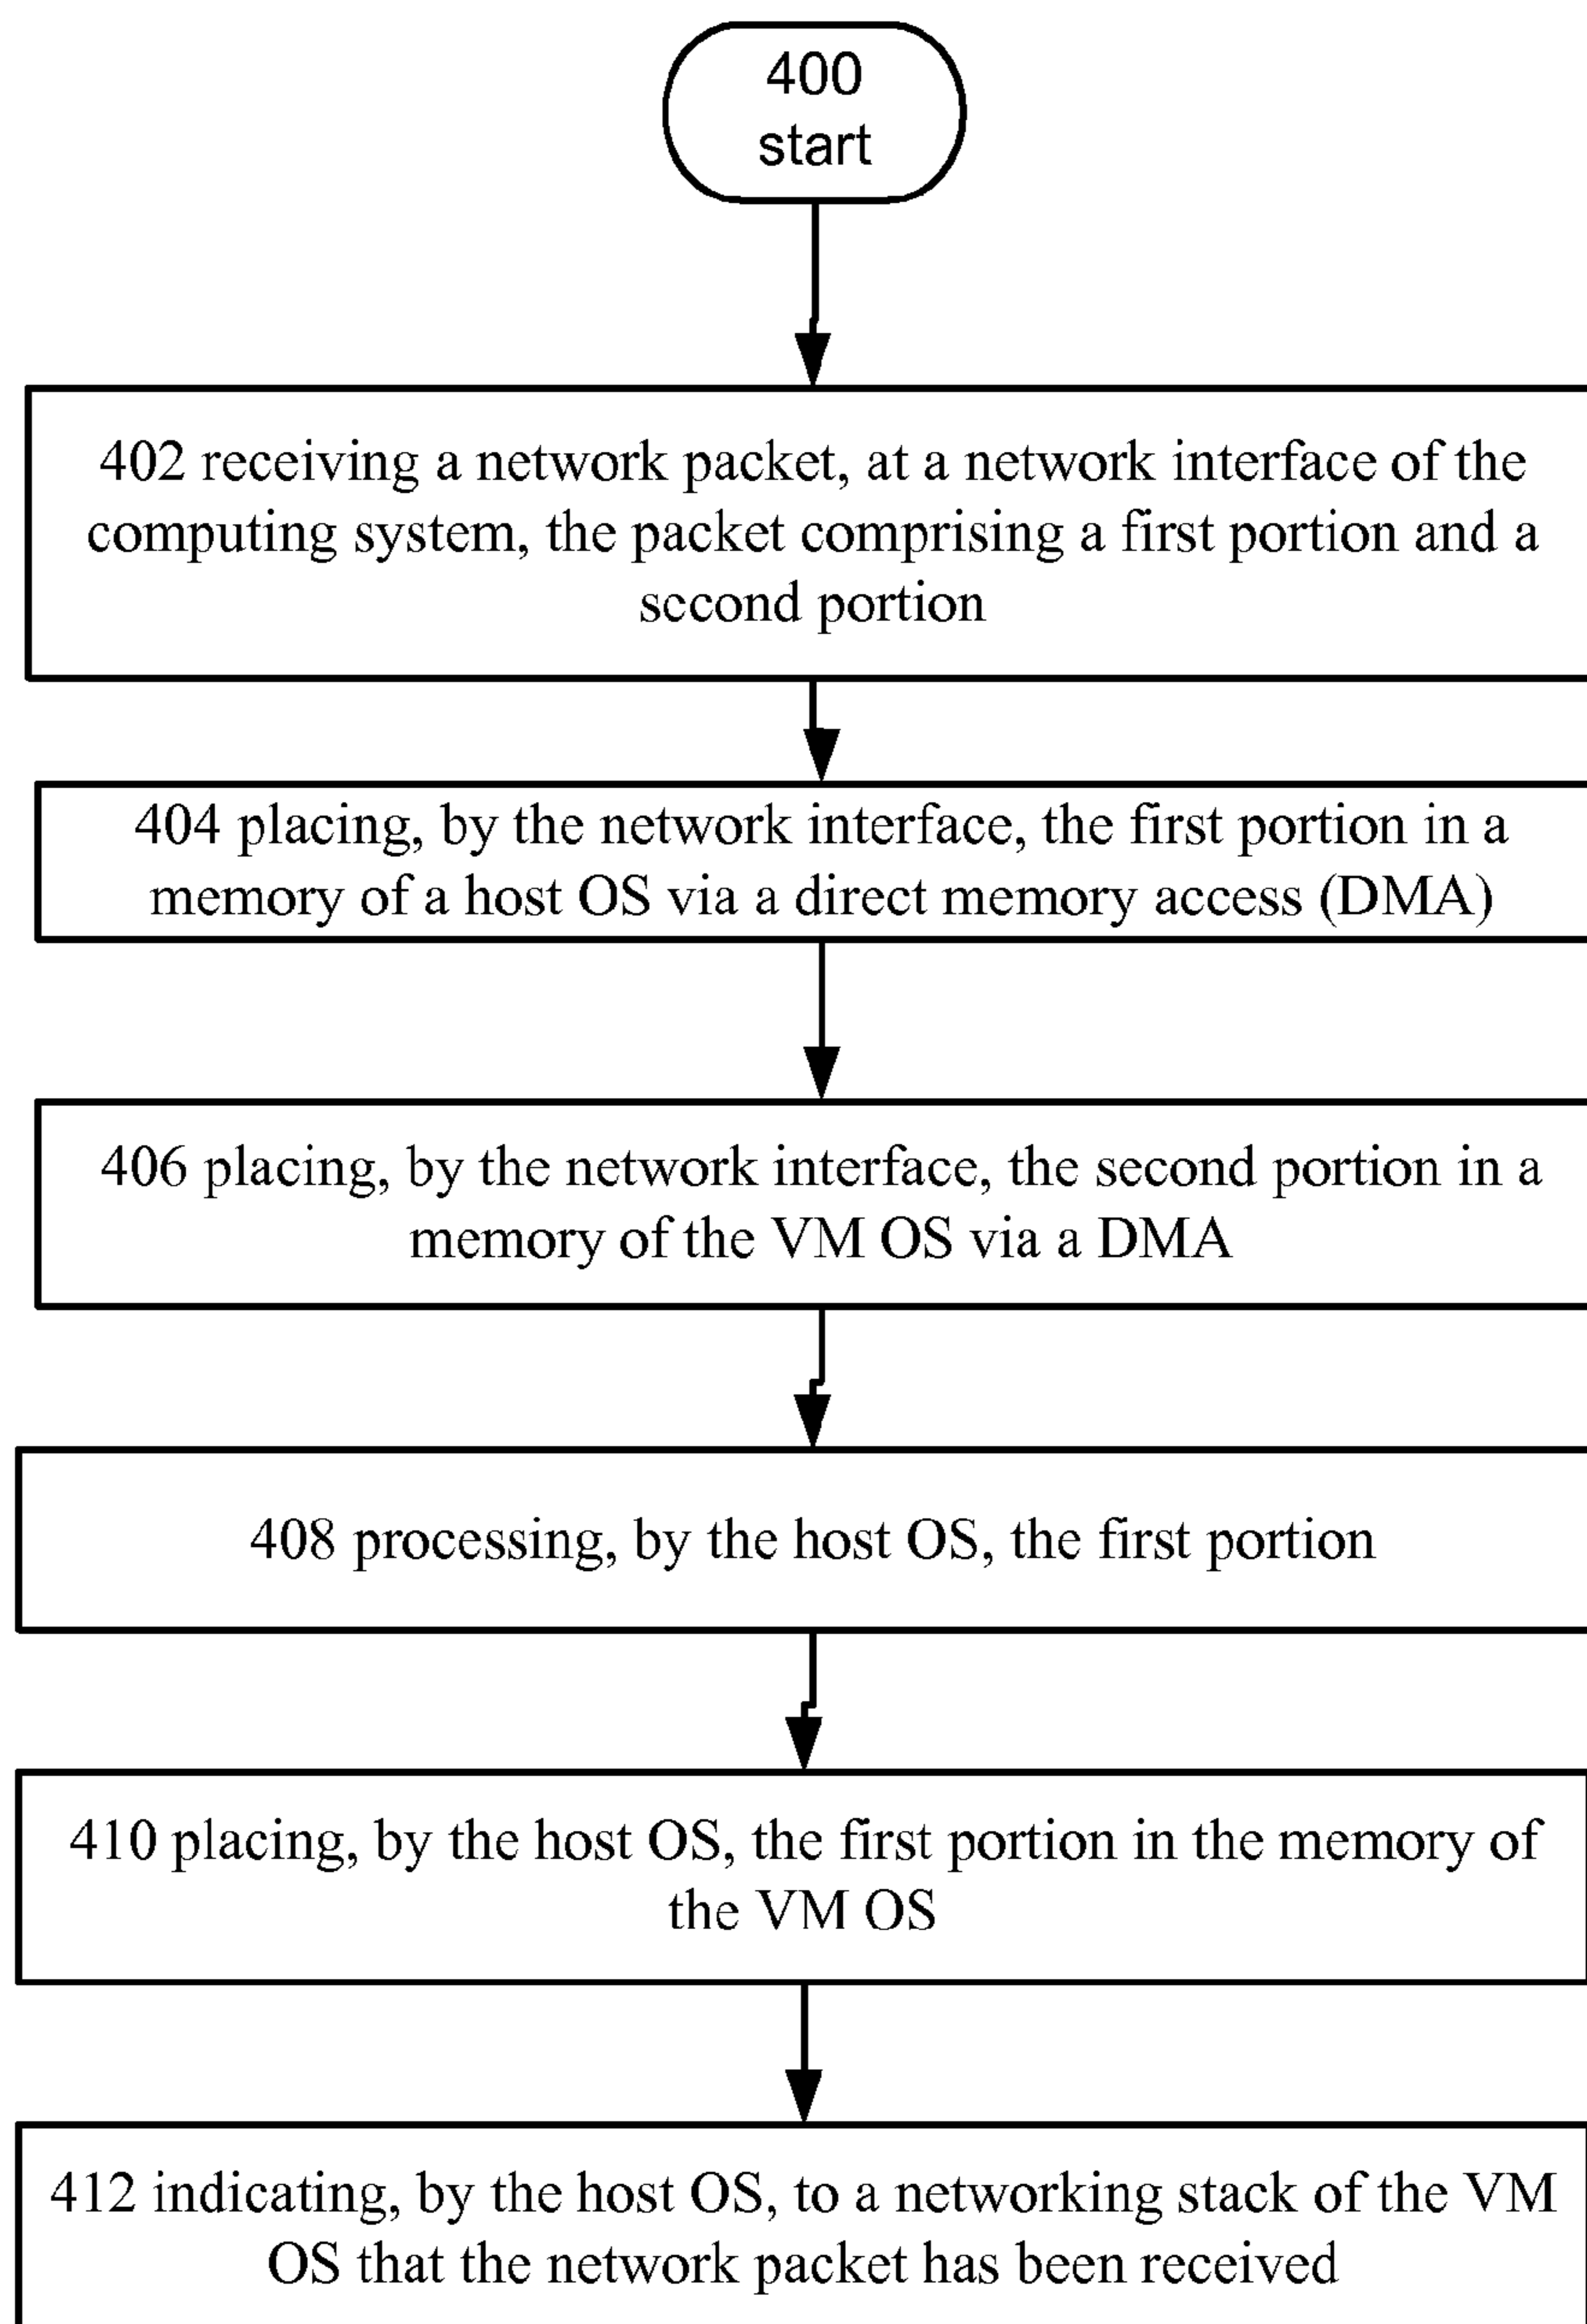 400
start
402 receiving a network packet, at a network interface of the
computing system, the packet comprising a first portion and a
second portion
404 placing, by the network interface, the first portion in a
memory of a host OS via a direct memory access (DMA)
406 placing, by the network interface, the second portion in a
memory of the VM OS via a DMA
408 processing, by the host OS, the first portion
410 placing, by the host OS, the first portion in the memory of
the VM OS
412 indicating, by the host OS, to a networking stack of the VM
OS that the network packet has been received